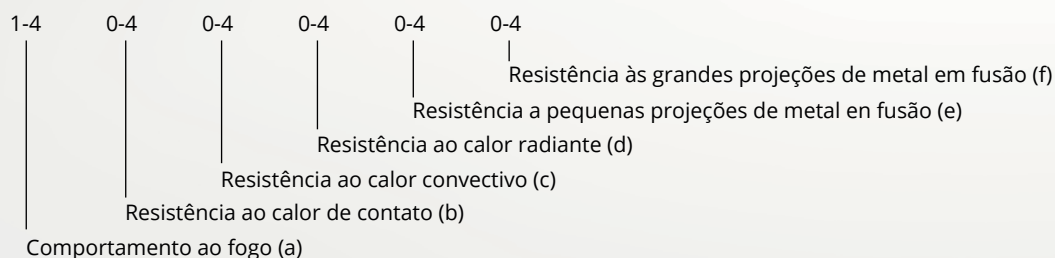 1-4 0-4 0-4 0-4 0-4 0-4
Resistência às grandes projeções de metal em fusão (f)
Resistência a pequenas projeções de metal en fusão (e)
Resistência ao calor radiante (d)
Resistência ao calor convectivo (c)
Resistência ao calor de contato (b)
Comportamento ao fogo (a)